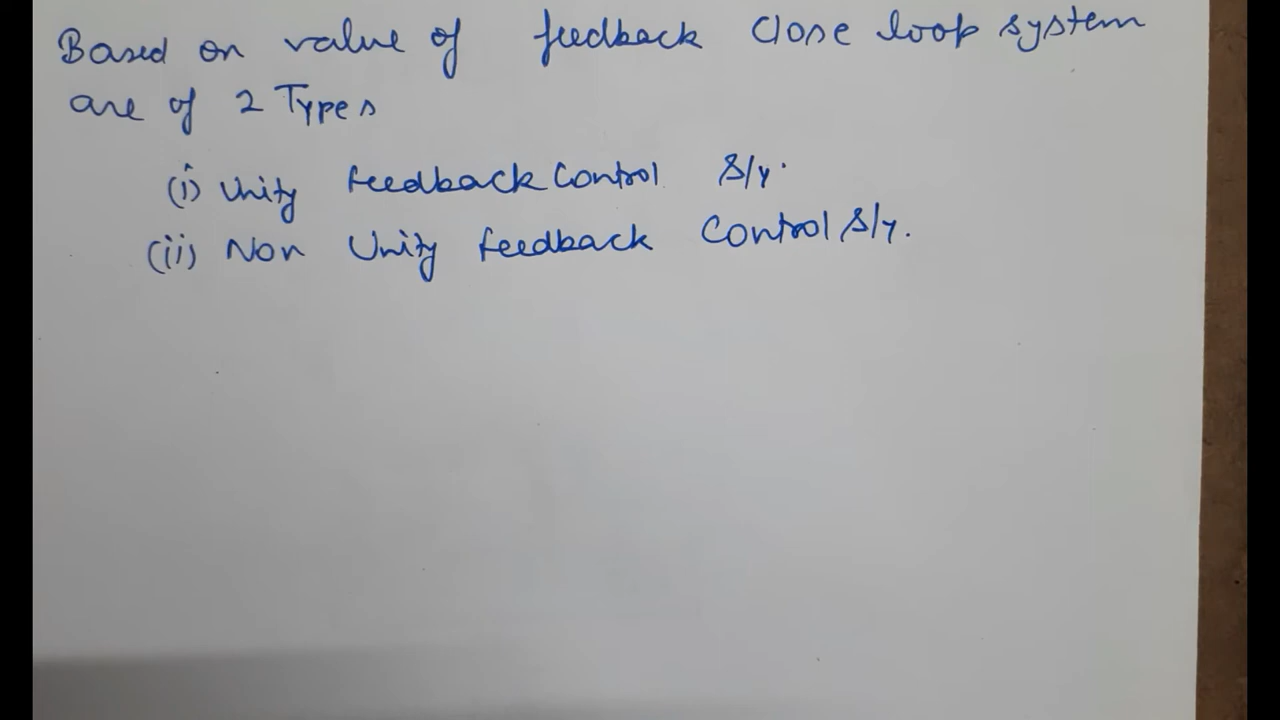 Based on value of feedback Close loop system
are of 2 Types
(i) Unity feedback Control S/y.
(ii) Non Unity feedback Control S/y.